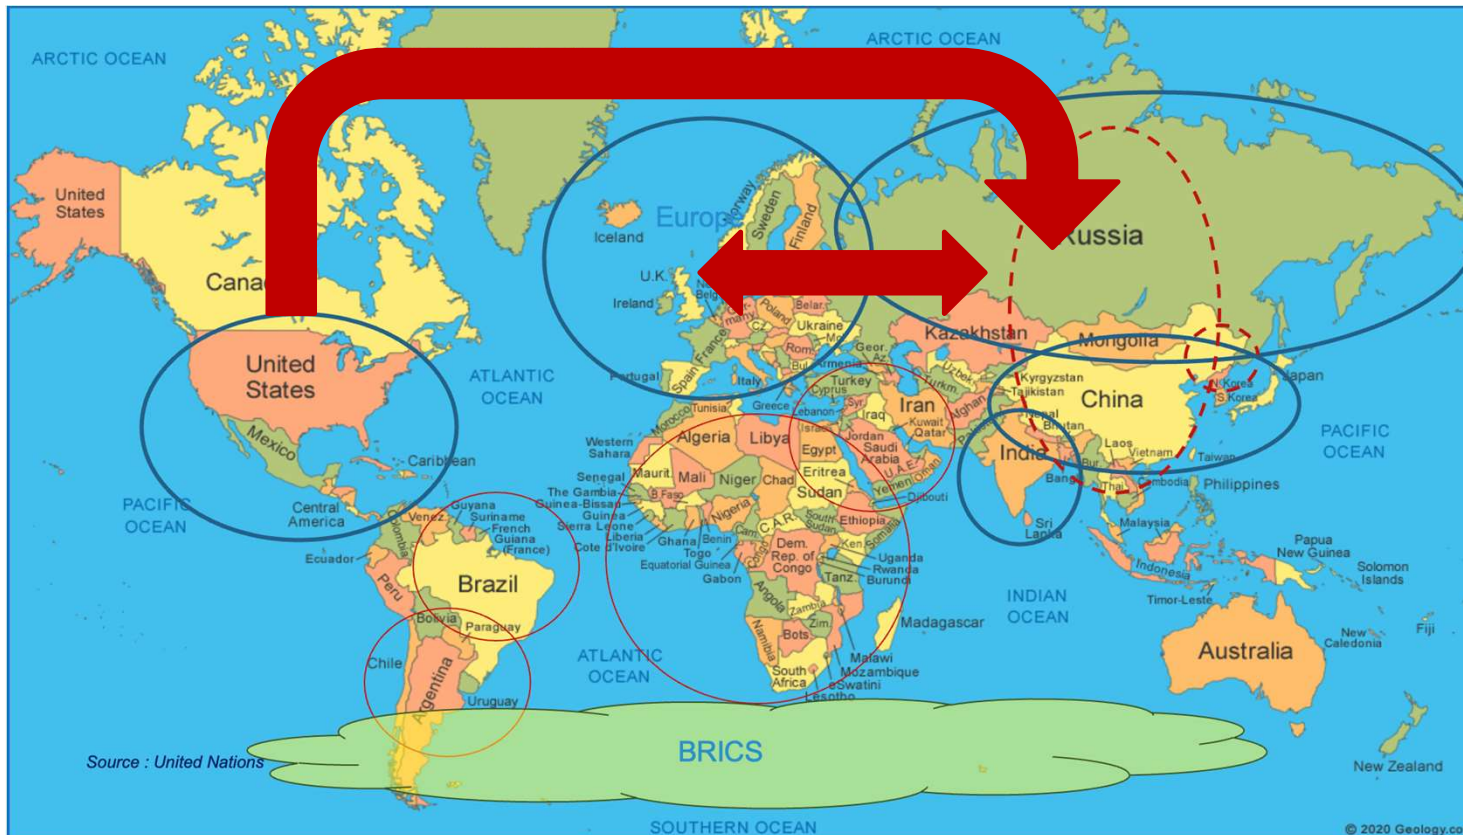 ARCTIC OCEAN
ARCTIC OCEAN
United
States
Iceland
Norway
Sweden
Finland
Russia
U.K.
Ireland
Belar.
Poland
Ukraine
Kazakhstan
Mongolia
United
States
ATLANTIC
OCEAN
Portugal
Spain
France
Italy
Rom.
Bul.
Greece
Geor.
Armenia
Az.
Turkey
Cyprus
Syr.
Lebanon
Israel
Iraq
Iran
Turkm.
Uzbek.
Kyrgyzstan
Tajikistan
Afghan.
China
N.Korea
S.Korea
Japan
PACIFIC
OCEAN
Mexico
Caribbean
Morocco
Tunisia
Algeria
Libya
Egypt
Jordan
Saudi
Arabia
Kuwait
Qatar
U.A.E.
Oman
Yemen
Nepal
Bhutan
India
Bur.
Laos
Vietnam
Thai.
Cambodia
Taiwan
Philippines
Western
Sahara
Maurit.
Mali
Niger
Chad
Sudan
Eritrea
Djibouti
PACIFIC
OCEAN
Central
America
Senegal
The Gambia
Guinea-Bissau
Guinea
Sierra Leone
Liberia
Cote d'Ivoire
B.Faso
Ghana
Togo
Benin
Nigeria
Equatorial Guinea
Gabon
Cam.
Congo
C.A.R.
South
Sudan
Ethiopia
Somalia
Ken.
Uganda
Rwanda
Burundi
Dem.
Rep. of
Congo
Tanz.
Sri
Lanka
Malaysia
Indonesia
Papua
New Guinea
Solomon
Islands
Timor-Leste
Venez.
Guyana
Suriname
French
Guiana
(France)
Colombia
Ecuador
Peru
Brazil
Bolivia
Paraguay
Chile
Argentina
Uruguay
ATLANTIC
OCEAN
Angola
Zambia
Zim.
Namibia
Bots.
South
Africa
Malawi
Mozambique
eSwatini
Lesotho
Madagascar
INDIAN
OCEAN
Australia
New
Caledonia
Fiji
New Zealand
BRICS
Source : United Nations
SOUTHERN OCEAN